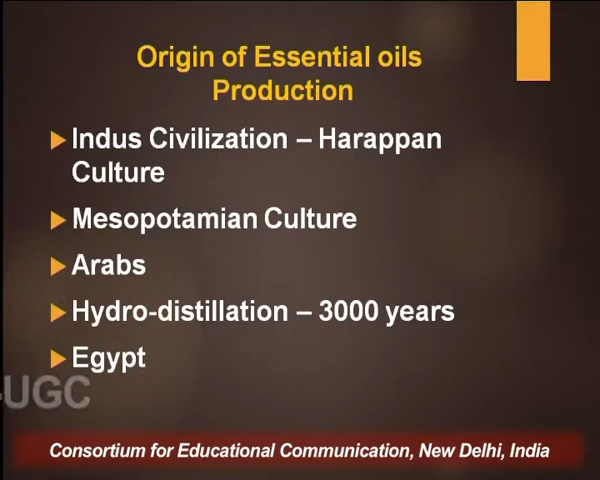 Origin of Essential oils
Production
Indus Civilization – Harappan
Culture
Mesopotamian Culture
Arabs
Hydro-distillation – 3000 years
Egypt
-UGC
Consortium for Educational Communication, New Delhi, India